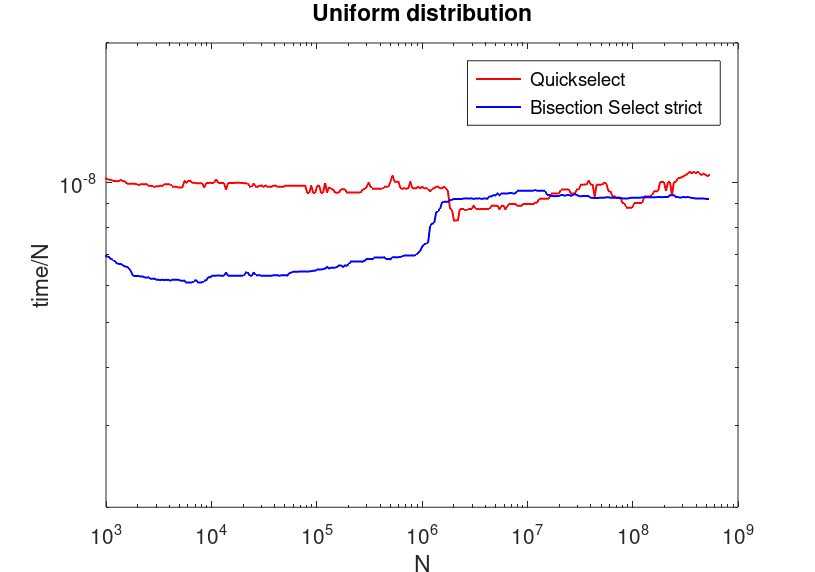 Uniform distribution
Quickselect
Bisection Select strict
10^-8
time/N
10^3 10^4 10^5 10^6 10^7 10^8 10^9
N